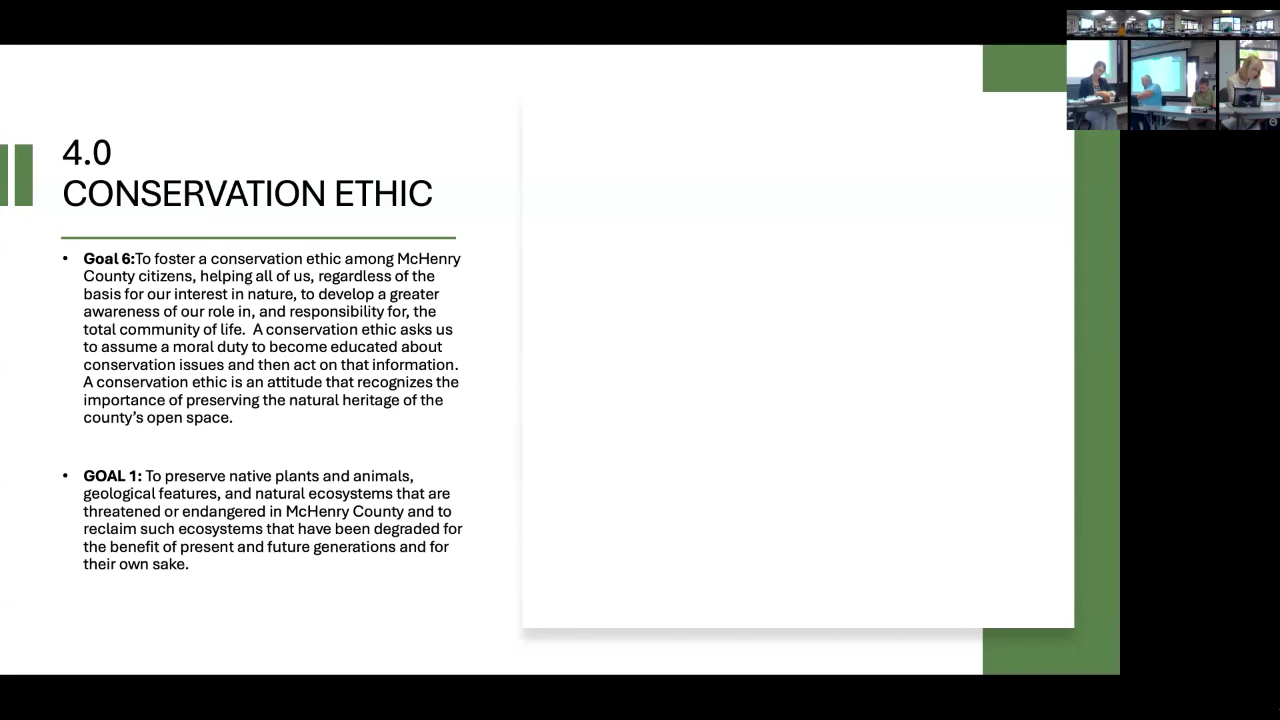 4.0
CONSERVATION ETHIC
• Goal 6:To foster a conservation ethic among McHenry
County citizens, helping all of us, regardless of the
basis for our interest in nature, to develop a greater
awareness of our role in, and responsibility for, the
total community of life.  A conservation ethic asks us
to assume a moral duty to become educated about
conservation issues and then act on that information.
A conservation ethic is an attitude that recognizes the
importance of preserving the natural heritage of the
county’s open space.
• GOAL 1: To preserve native plants and animals,
geological features, and natural ecosystems that are
threatened or endangered in McHenry County and to
reclaim such ecosystems that have been degraded for
the benefit of present and future generations and for
their own sake.